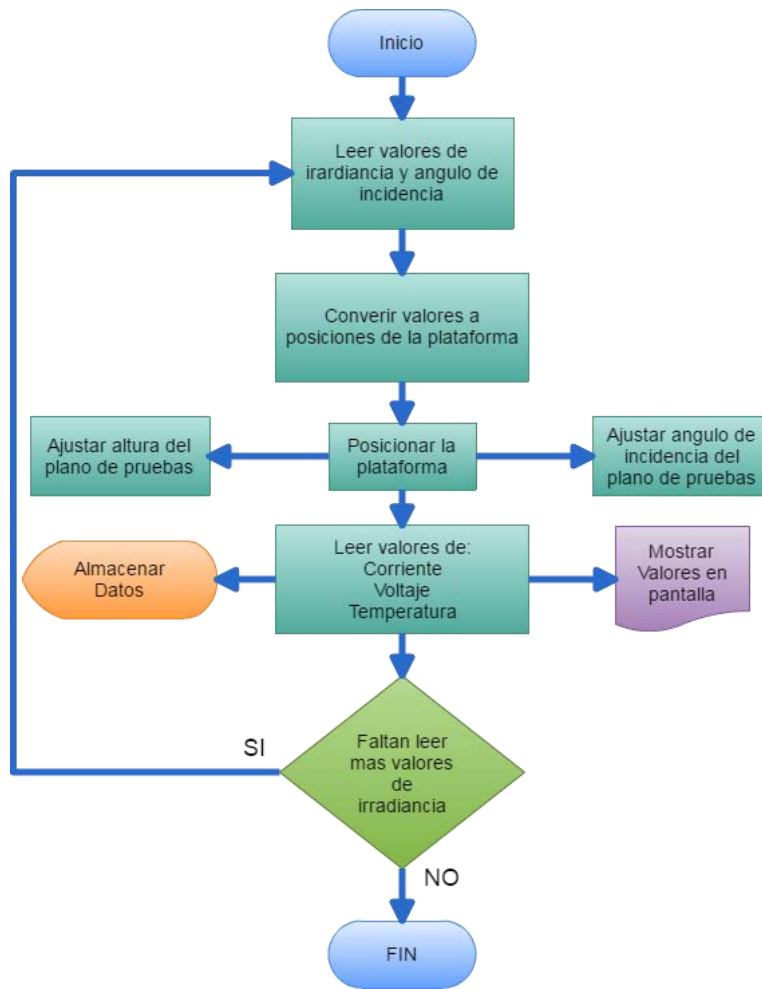 Inicio
Leer valores de
irardiancia y angulo de
incidencia
Converir valores a
posiciones de la plataforma
Ajustar altura del
plano de pruebas
Posicionar la
plataforma
Ajustar angulo de
incidencia del
plano de pruebas
Almacenar
Datos
Leer valores de:
Corriente
Voltaje
Temperatura
Mostrar
Valores en
pantalla
SI
Faltan leer
mas valores
de
irradiancia
NO
FIN